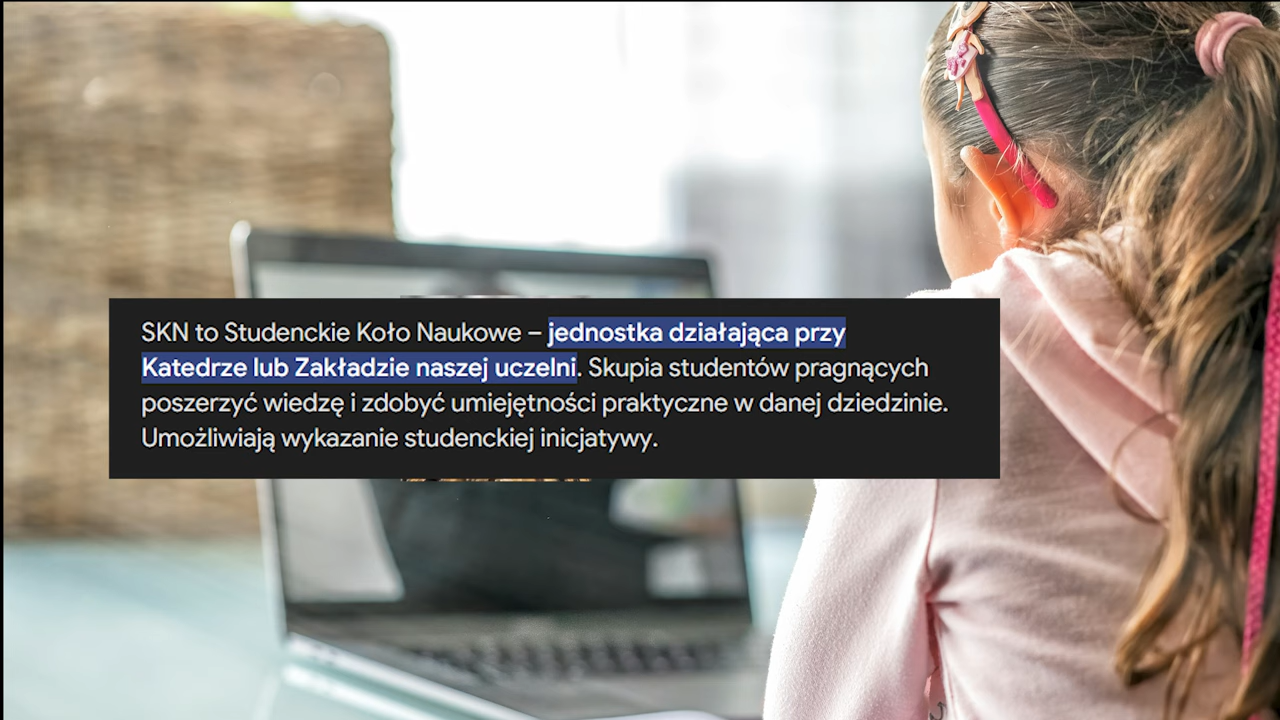 SKN to Studenckie Koło Naukowe – jednostka działająca przy
Katedrze lub Zakładzie naszej uczelni. Skupia studentów pragnących
poszerzyć wiedzę i zdobyć umiejętności praktyczne w danej dziedzinie.
Umożliwiają wykazanie studenckiej inicjatywy.